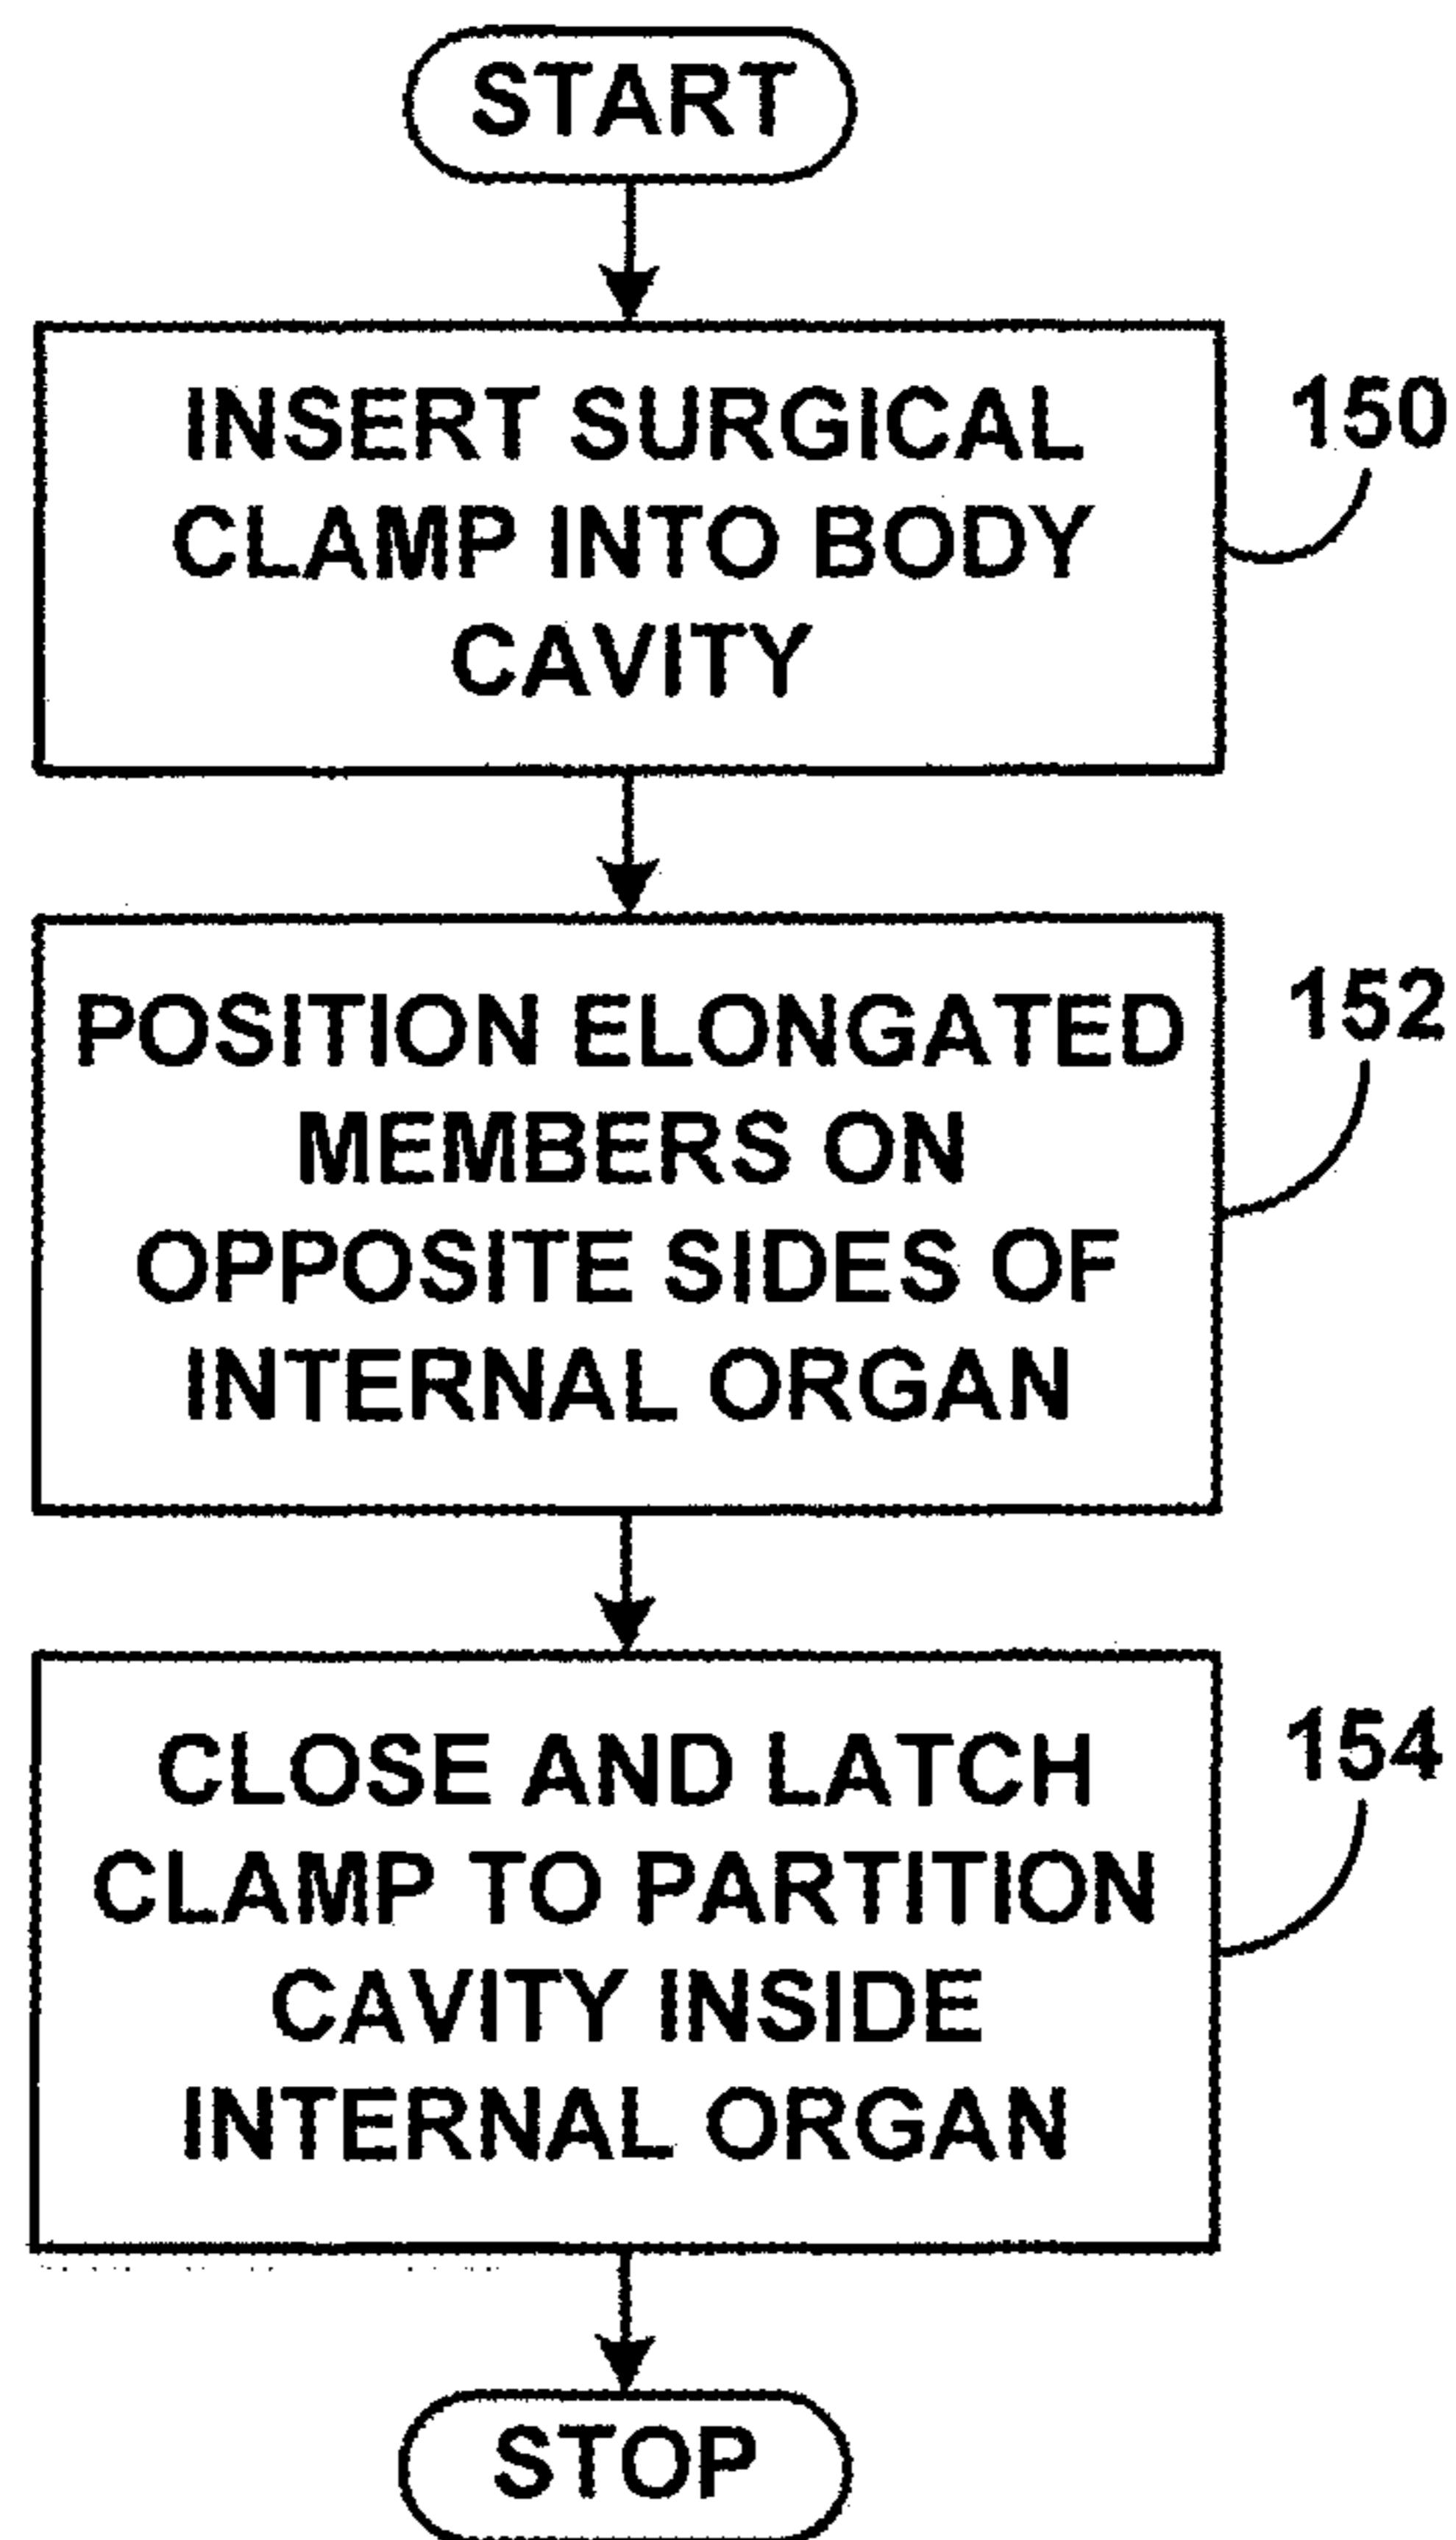 START
INSERT SURGICAL
CLAMP INTO BODY
CAVITY
150
POSITION ELONGATED
MEMBERS ON
OPPOSITE SIDES OF
INTERNAL ORGAN
152
CLOSE AND LATCH
CLAMP TO PARTITION
CAVITY INSIDE
INTERNAL ORGAN
154
STOP